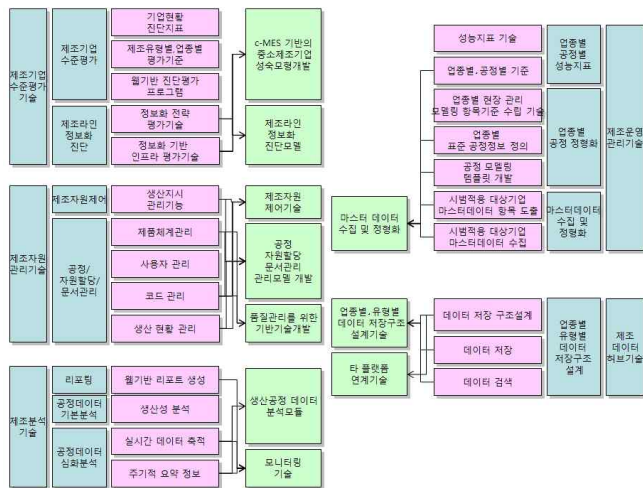 제조기업
수준평가
기술
제조기업
수준평가
제조라인
정보화
진단
기업현황
진단지표
제조유형별,업종별
평가기준
웹기반 진단평가
프로그램
정보화 전략
평가기술
정보화 기반
인프라 평가기술
c-MES 기반의
중소제조기업
성숙모형개발
제조라인
정보화
진단모델
제조자원
관리기술
제조자원제어
공정/
자원할당/
문서관리
생산지시
관리기능
제품체계관리
사용자 관리
코드 관리
생산 현황 관리
제조자원
제어기술
공정
자원할당
문서관리
관리모델 개발
품질관리를 위한
기반기술개발
제조분석
기술
리포팅
공정데이터
기본분석
공정데이터
심화분석
웹기반 리포트 생성
생산성 분석
실시간 데이터 축적
주기적 요약 정보
생산공정 데이터
분석모듈
모니터링
기술
마스터 데이터
수집 및 정형화
성능지표 기술
업종별,공정별 기준
업종별 현장 관리
모델링 항목기준 수립 기술
업종별
표준 공정정보 정의
공정 모델링
템플릿 개발
시범적용 대상기업
마스터데이터 항목 도출
시범적용 대상기업
마스터데이터 수집
업종별
공정별
성능지표
업종별
공정 정형화
마스터데이터
수집 및
정형화
제조운영
관리기술
업종별,유형별
데이터 저장구조
설계기술
타 플랫폼
연계기술
데이터 저장 구조설계
데이터 저장
데이터 검색
업종별
유형별
데이터
저장구조
설계
제조
데이터
허브기술